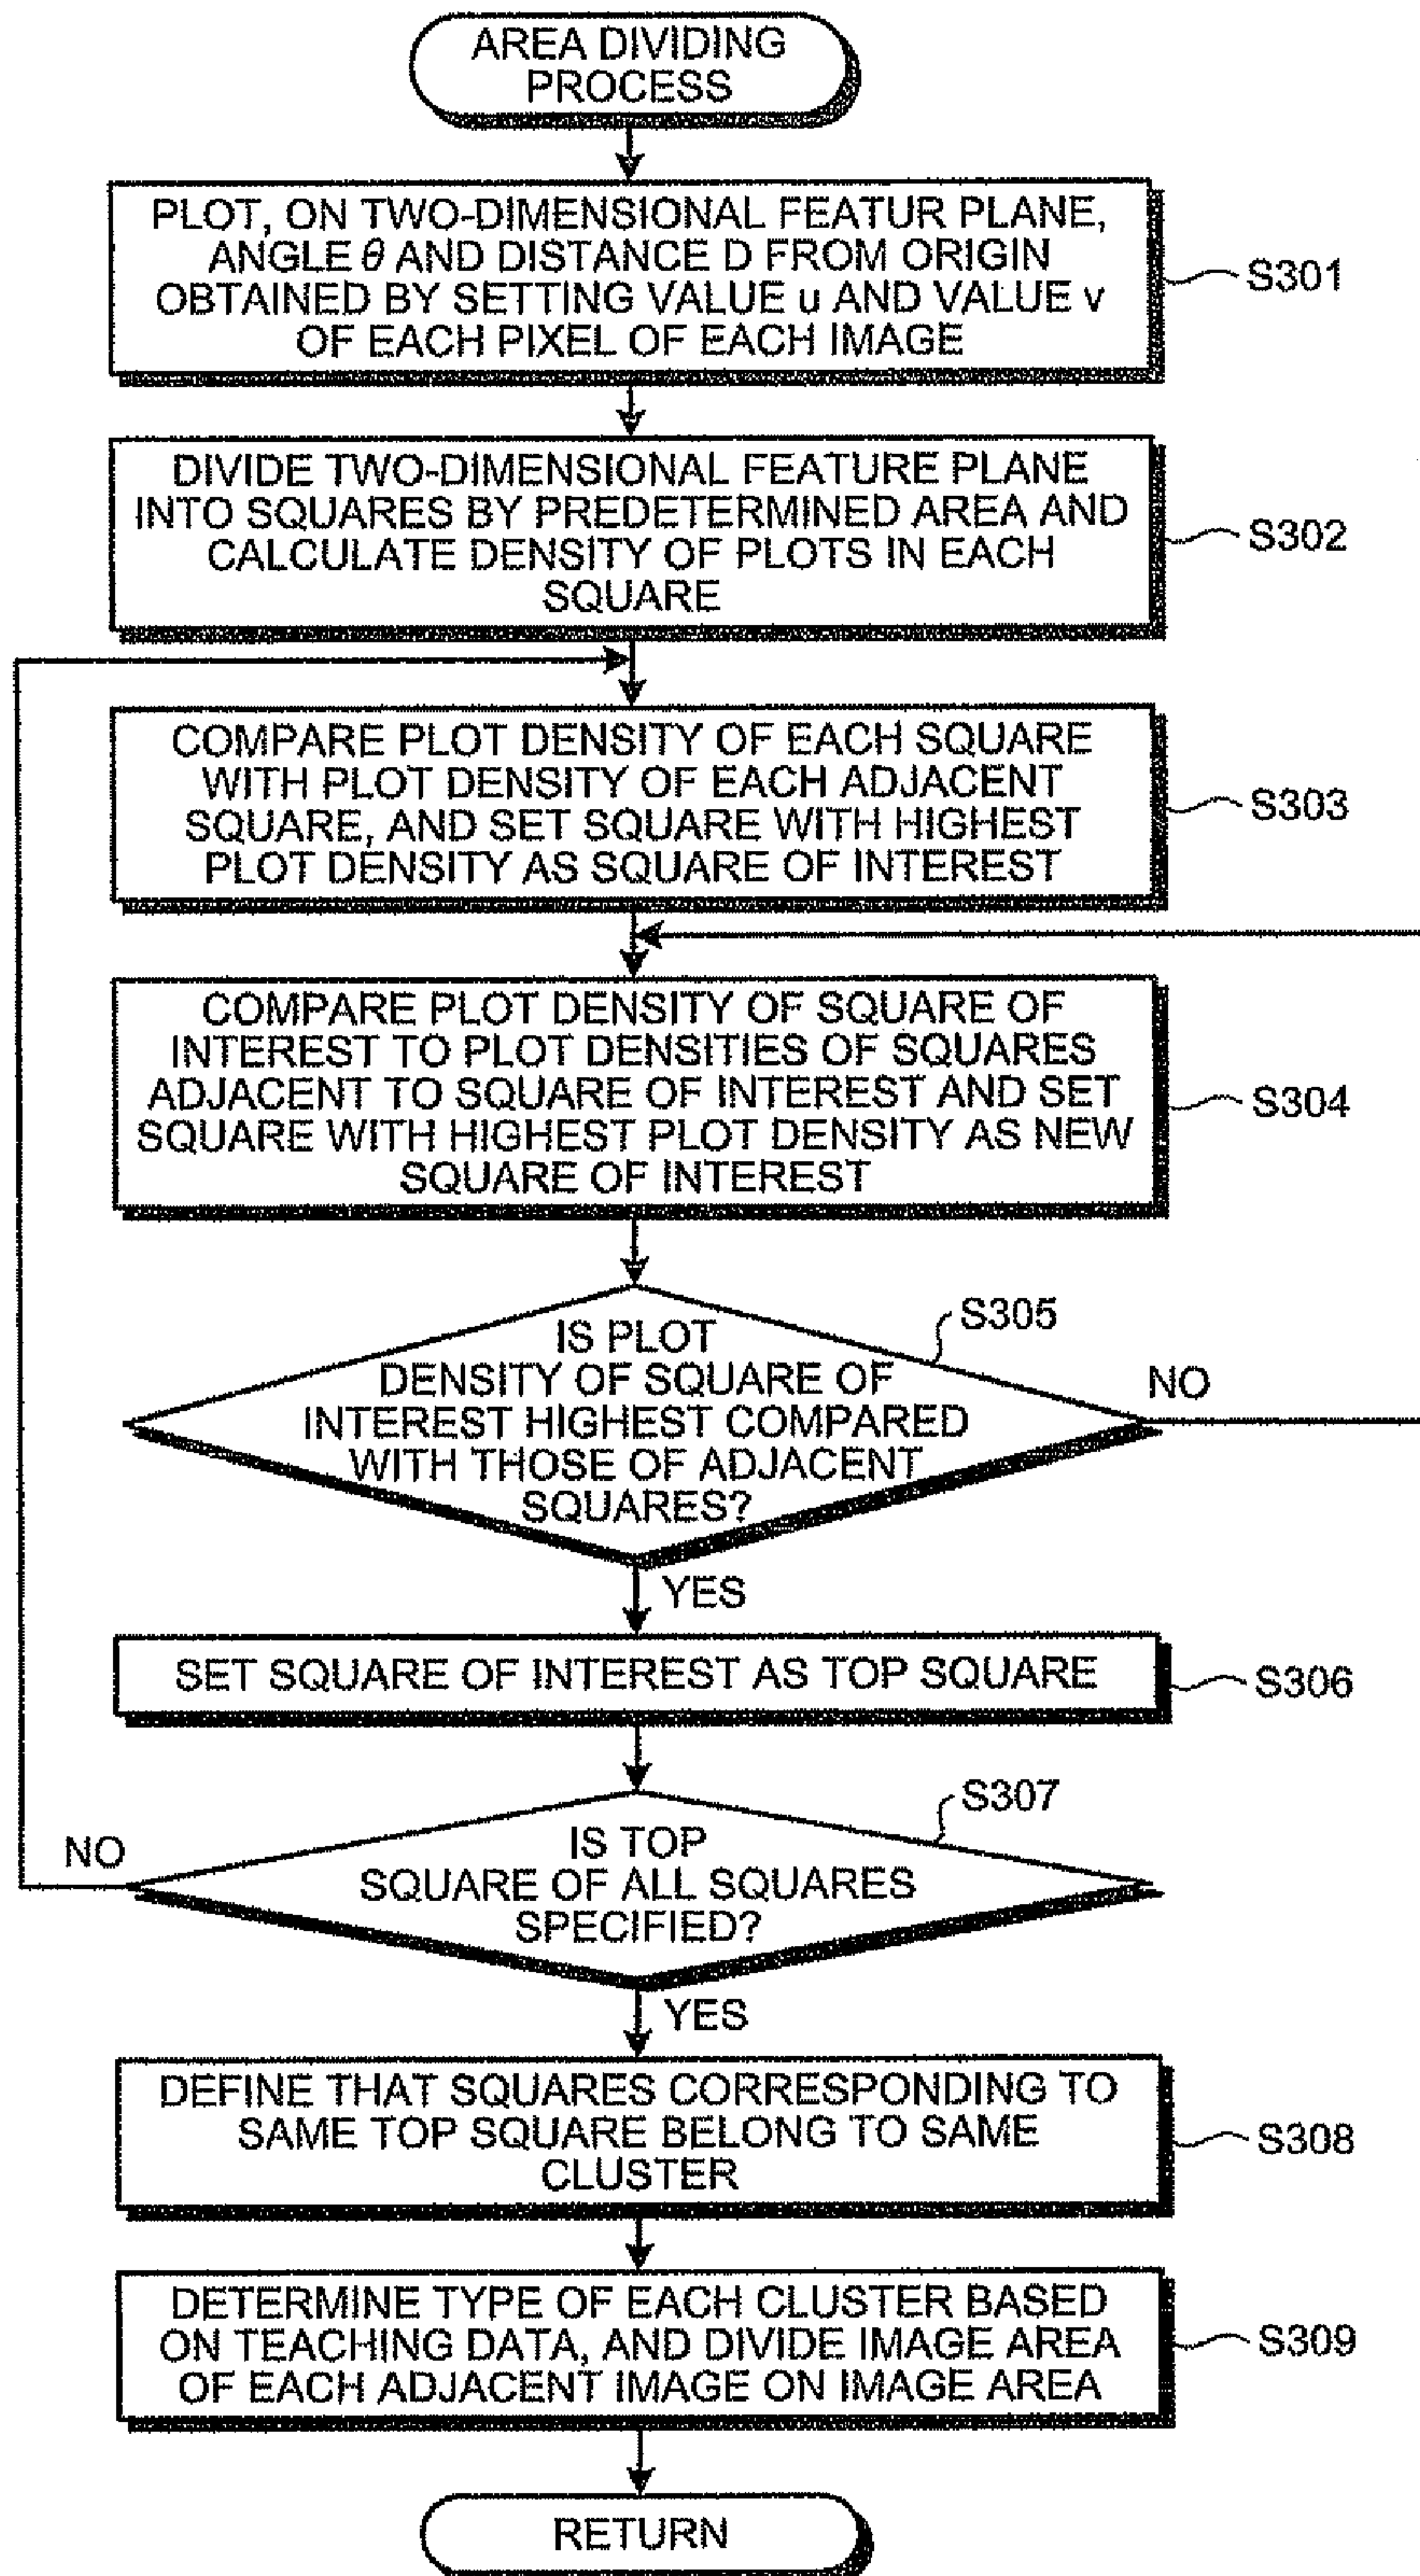 AREA DIVIDING
PROCESS
PLOT, ON TWO-DIMENSIONAL FEATUR PLANE,
ANGLE θ AND DISTANCE D FROM ORIGIN
OBTAINED BY SETTING VALUE u AND VALUE v
OF EACH PIXEL OF EACH IMAGE
S301
DIVIDE TWO-DIMENSIONAL FEATURE PLANE
INTO SQUARES BY PREDETERMINED AREA AND
CALCULATE DENSITY OF PLOTS IN EACH
SQUARE
S302
COMPARE PLOT DENSITY OF EACH SQUARE
WITH PLOT DENSITY OF EACH ADJACENT
SQUARE, AND SET SQUARE WITH HIGHEST
PLOT DENSITY AS SQUARE OF INTEREST
S303
COMPARE PLOT DENSITY OF SQUARE OF
INTEREST TO PLOT DENSITIES OF SQUARES
ADJACENT TO SQUARE OF INTEREST AND SET
SQUARE WITH HIGHEST PLOT DENSITY AS NEW
SQUARE OF INTEREST
S304
IS PLOT
DENSITY OF SQUARE OF
INTEREST HIGHEST COMPARED
WITH THOSE OF ADJACENT
SQUARES?
S305
NO
YES
SET SQUARE OF INTEREST AS TOP SQUARE
S306
IS TOP
SQUARE OF ALL SQUARES
SPECIFIED?
S307
NO
YES
DEFINE THAT SQUARES CORRESPONDING TO
SAME TOP SQUARE BELONG TO SAME
CLUSTER
S308
DETERMINE TYPE OF EACH CLUSTER BASED
ON TEACHING DATA, AND DIVIDE IMAGE AREA
OF EACH ADJACENT IMAGE ON IMAGE AREA
S309
RETURN